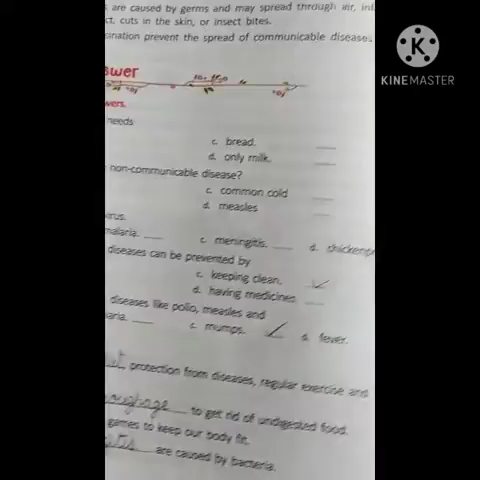 are caused by germs and may spread through air,
ct, cuts in the skin, or insect bites.
cination prevent the spread of communicable diseases.
KINEMASTER
swer
wers.
needs
c. bread.
d. only milk.
non-communicable disease?
c. common cold
d. measles
irus.
malaria. c. meningitis. d. chickenp
diseases can be prevented by
c. keeping clean.
d. having medicines
diseases like polio, measles and
aria. c. mumps. d. fever.
protection from diseases, regular exercise and
to get rid of undigested food.
games to keep our body fit.
are caused by bacteria.